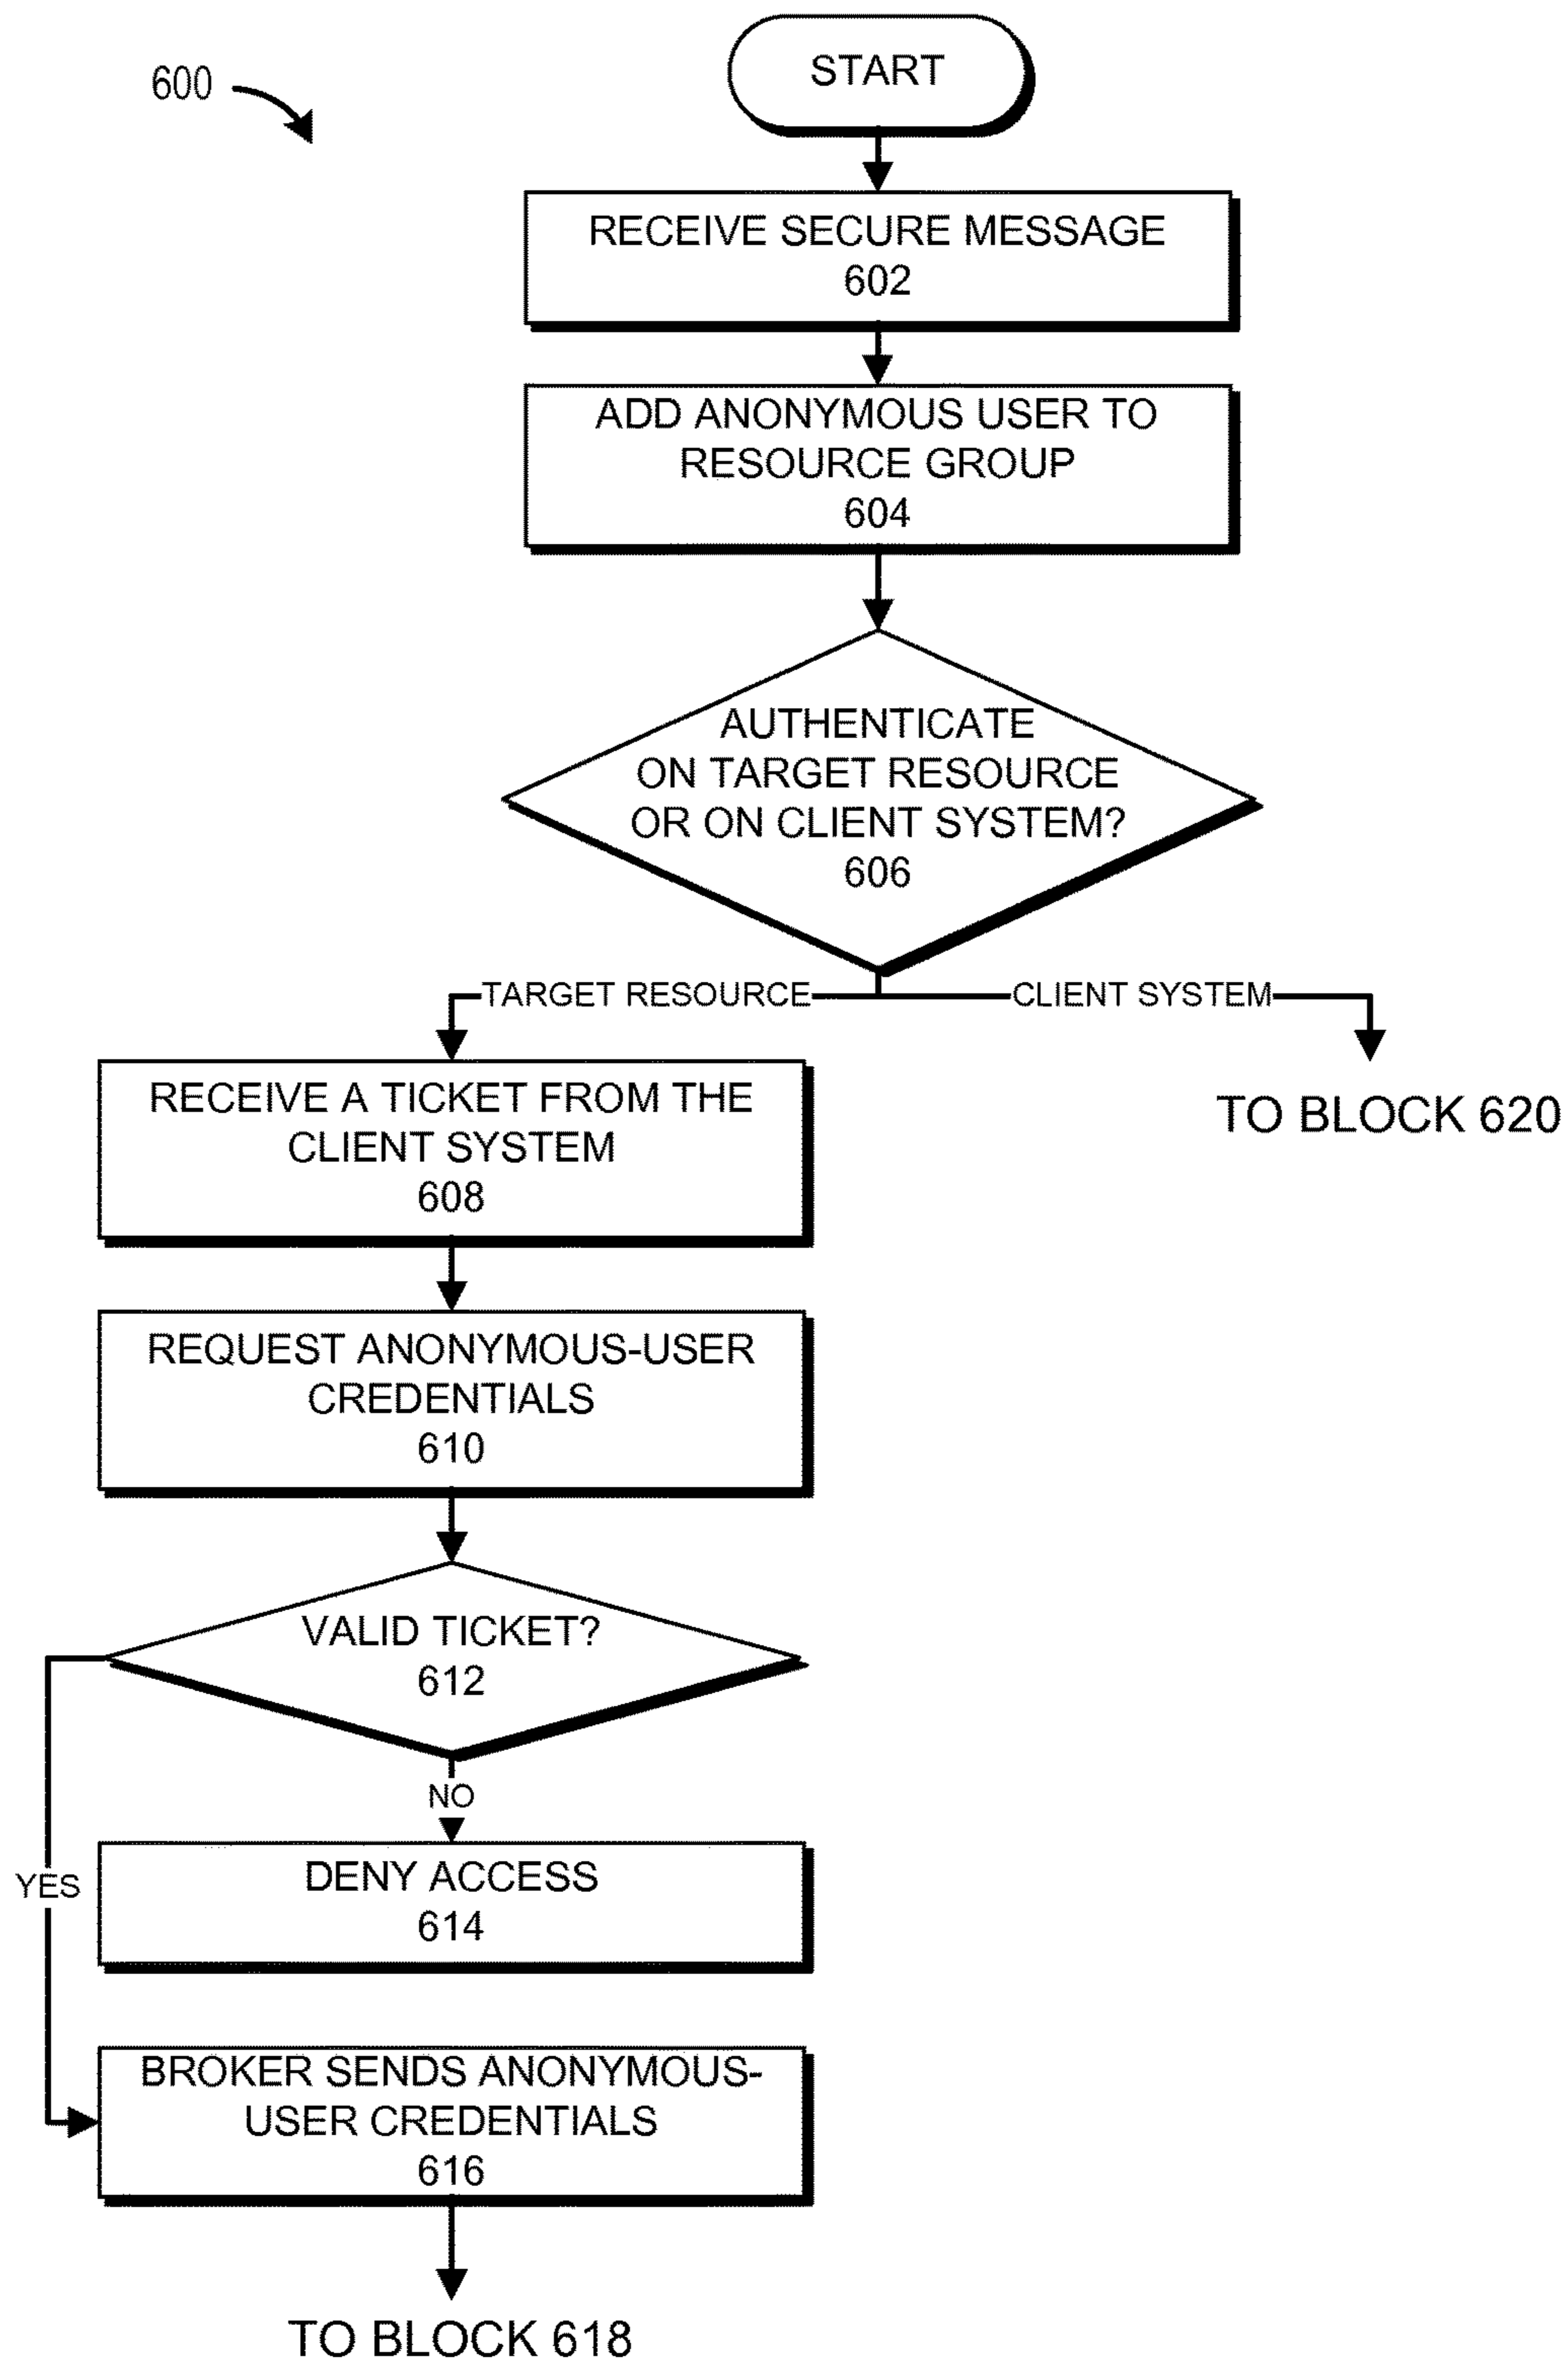 600
START
RECEIVE SECURE MESSAGE
602
ADD ANONYMOUS USER TO
RESOURCE GROUP
604
AUTHENTICATE
ON TARGET RESOURCE
OR ON CLIENT SYSTEM?
606
TARGET RESOURCE
CLIENT SYSTEM
RECEIVE A TICKET FROM THE
CLIENT SYSTEM
608
TO BLOCK 620
REQUEST ANONYMOUS-USER
CREDENTIALS
610
VALID TICKET?
612
NO
YES
DENY ACCESS
614
BROKER SENDS ANONYMOUS-
USER CREDENTIALS
616
TO BLOCK 618